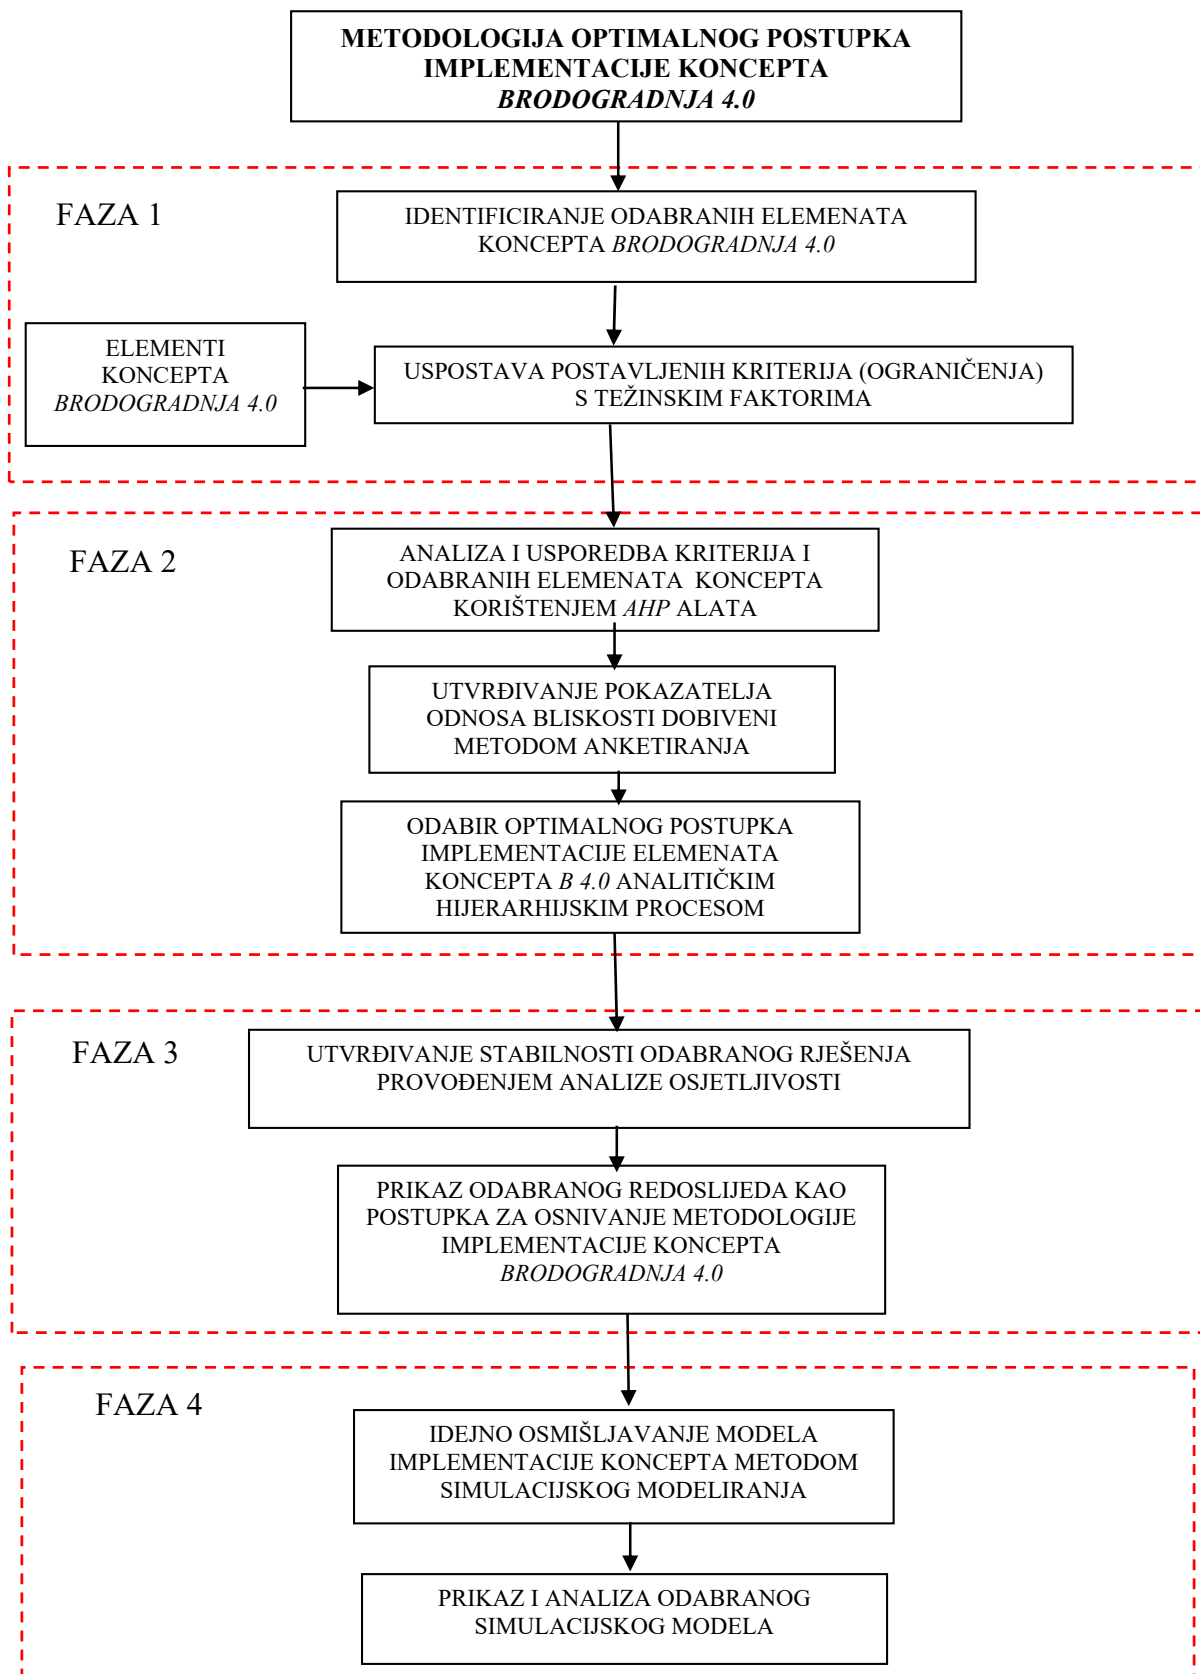 METODOLOGIJA OPTIMALNOG POSTUPKA
IMPLEMENTACIJE KONCEPTA
BRODOGRADNJA 4.0
FAZA 1
IDENTIFICIRANJE ODABRANIH ELEMENATA
KONCEPTA BRODOGRADNJA 4.0
ELEMENTI
KONCEPTA
BRODOGRADNJA 4.0
USPOSTAVA POSTAVLJENIH KRITERIJA (OGRANIČENJA)
S TEŽINSKIM FAKTORIMA
FAZA 2
ANALIZA I USPOREDBA KRITERIJA I
ODABRANIH ELEMENATA KONCEPTA
KORIŠTENJEM AHP ALATA
UTVRĐIVANJE POKAZATELJA
ODNOSA BLISKOSTI DOBIVENI
METODOM ANKETIRANJA
ODABIR OPTIMALNOG POSTUPKA
IMPLEMENTACIJE ELEMENATA
KONCEPTA B 4.0 ANALITIČKIM
HIJERARHIJSKIM PROCESOM
FAZA 3
UTVRĐIVANJE STABILNOSTI ODABRANOG RJEŠENJA
PROVOĐENJEM ANALIZE OSJETLJIVOSTI
PRIKAZ ODABRANOG REDOSLIJEDA KAO
POSTUPKA ZA OSNIVANJE METODOLOGIJE
IMPLEMENTACIJE KONCEPTA
BRODOGRADNJA 4.0
FAZA 4
IDEJNO OSMIŠLJAVANJE MODELA
IMPLEMENTACIJE KONCEPTA METODOM
SIMULACIJSKOG MODELIRANJA
PRIKAZ I ANALIZA ODABRANOG
SIMULACIJSKOG MODELA